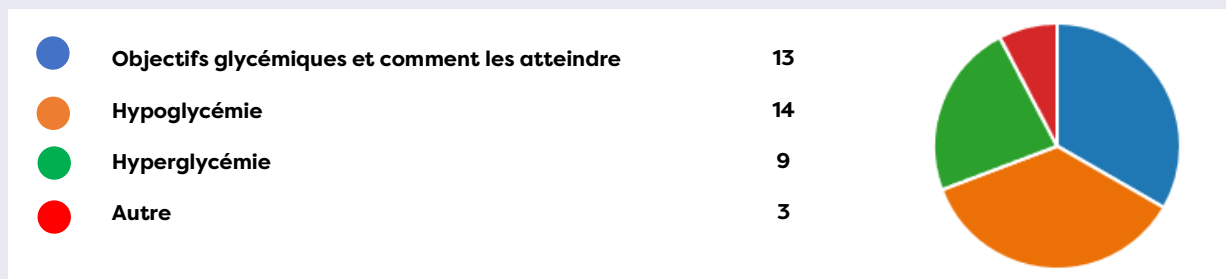 Objectifs glycémiques et comment les atteindre 13
Hypoglycémie 14
Hyperglycémie 9
Autre 3